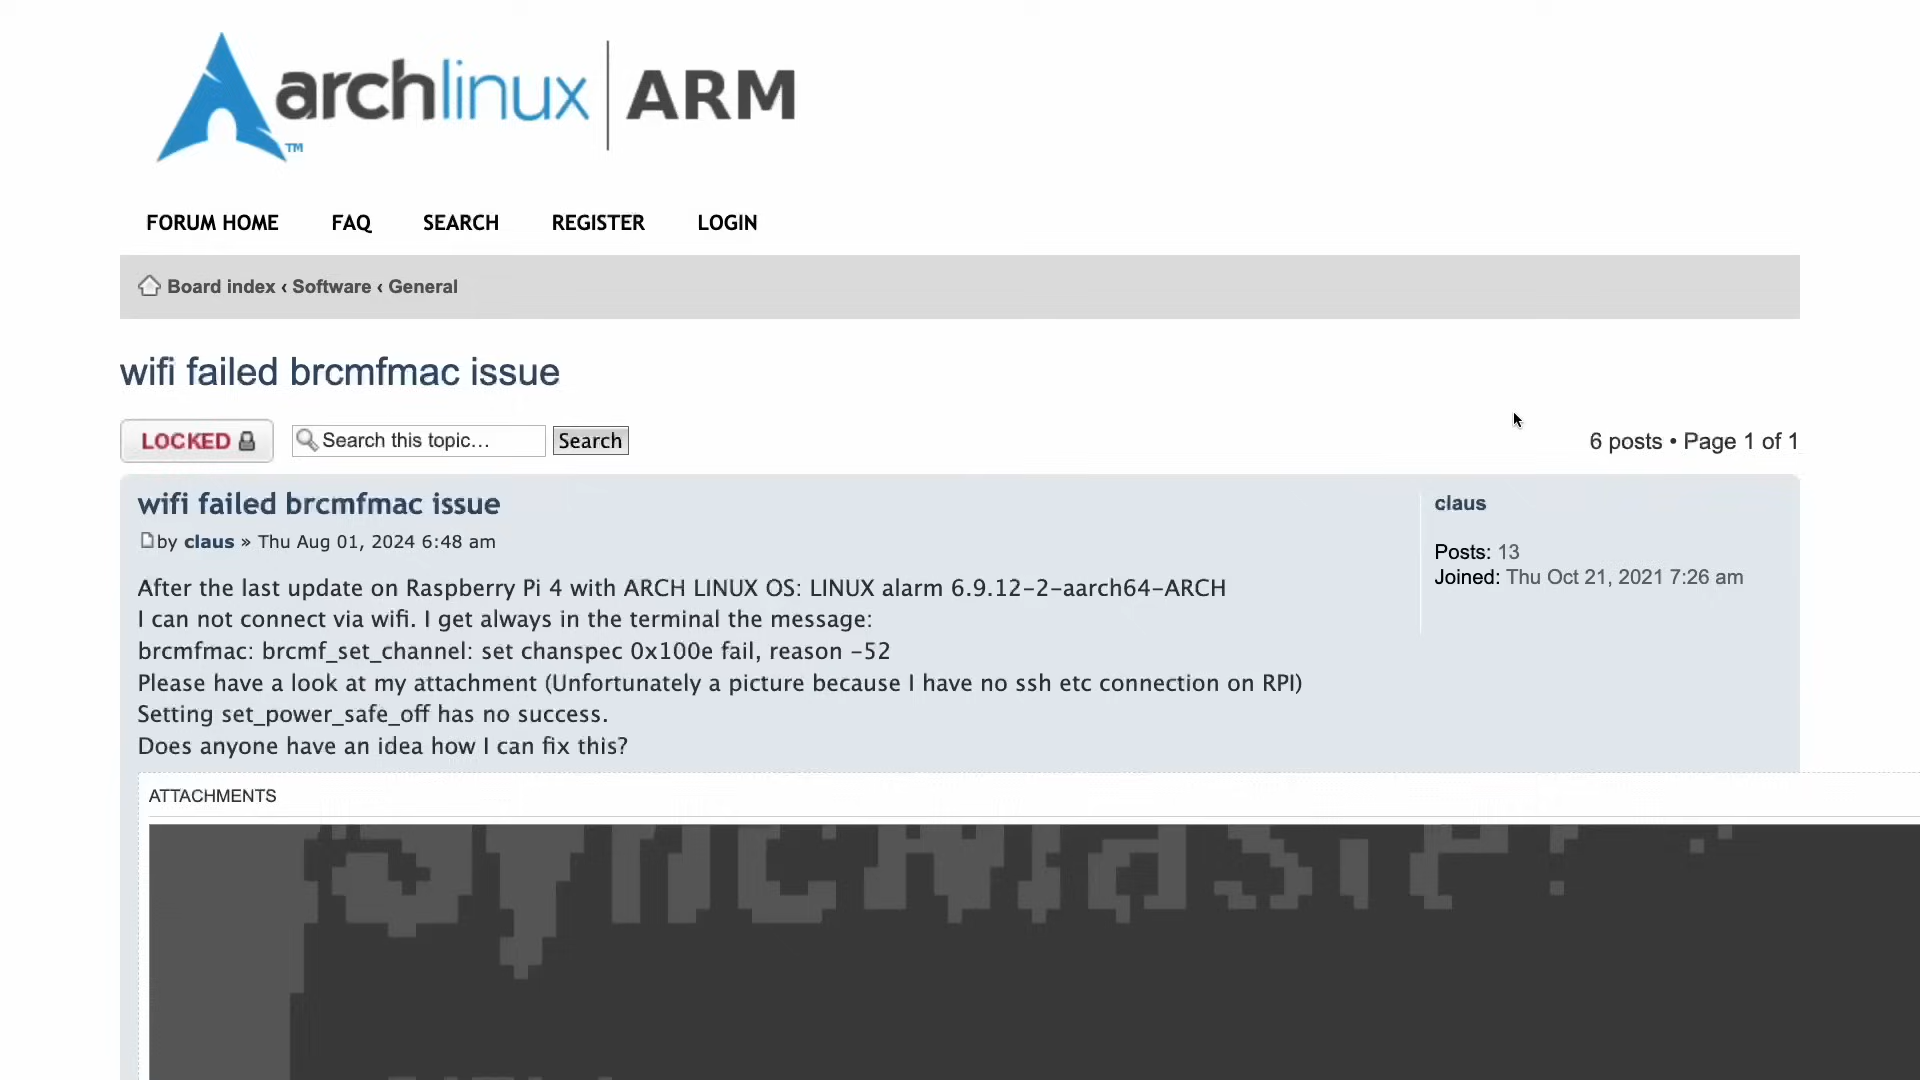 archlinux | ARM
TM
FORUM HOME FAQ SEARCH REGISTER LOGIN
Board index ‹ Software ‹ General
wifi failed brcmfmac issue
LOCKED Search this topic… Search 6 posts • Page 1 of 1
wifi failed brcmfmac issue
by claus » Thu Aug 01, 2024 6:48 am
After the last update on Raspberry Pi 4 with ARCH LINUX OS: LINUX alarm 6.9.12-2-aarch64-ARCH
I can not connect via wifi. I get always in the terminal the message:
brcmfmac: brcmf_set_channel: set chanspec 0x100e fail, reason -52
Please have a look at my attachment (Unfortunately a picture because I have no ssh etc connection on RPI)
Setting set_power_safe_off has no success.
Does anyone have an idea how I can fix this?
claus
Posts: 13
Joined: Thu Oct 21, 2021 7:26 am
ATTACHMENTS